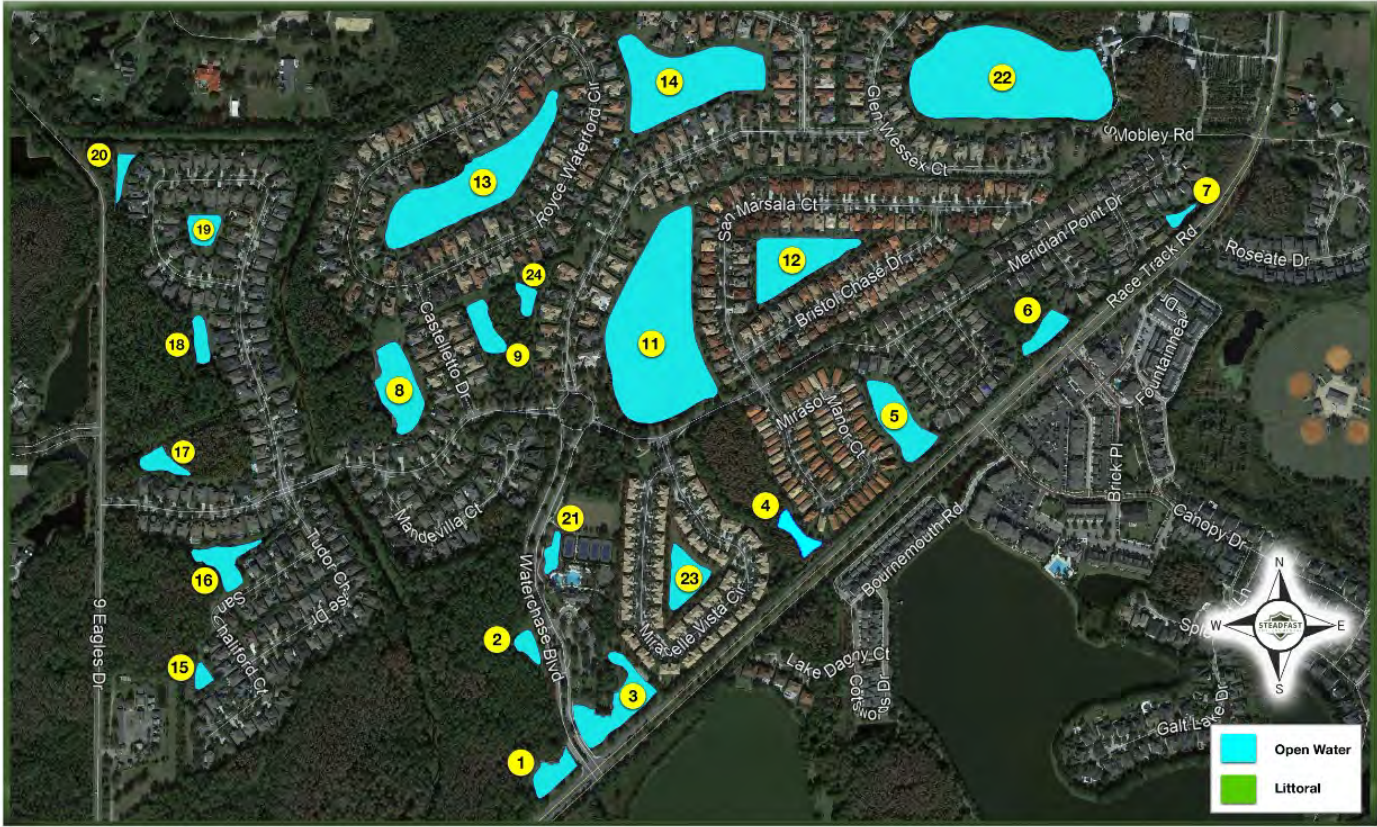 14
22
Glen Wessex Ct
S Mobley Rd
20
13
Royce Waterford Cir
7
19
San Marsala Ct
Meridian Point Dr
12
Roseate Dr
Race Track Rd
24
Bristol Chase Dr
6
18
11
9
Castelletto Dr
8
Fountainhead Dr
5
Mirasol Manor Ct
17
Brick Pl
4
Mandevilla Ct
21
Canopy Dr
Bournemouth Rd
Tudor Chase Dr
16
23
N
W
STEADFAST
E
S
9 Eagles Dr
San Chaliford Ct
Waterchase Blvd
2
Miraselle Vista Cir
15
Lake Dagny Ct
3
Galt Lake Dr
1
Open Water
Littoral